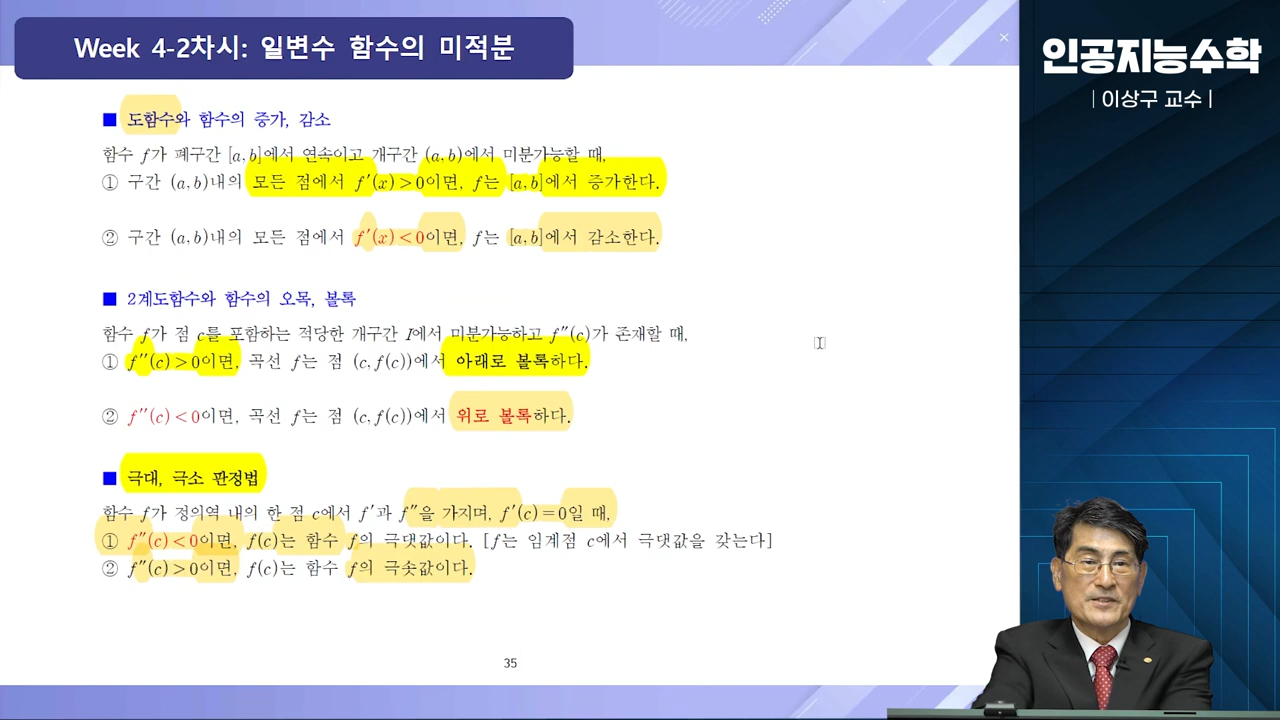 Week 4-2차시: 일변수 함수의 미적분
인공지능수학
| 이상구 교수 |
■ 도함수와 함수의 증가, 감소
함수 f가 폐구간 [a, b]에서 연속이고 개구간 (a, b)에서 미분가능할 때,
① 구간 (a, b)내의 모든 점에서 f′(x) > 0이면, f는 [a, b]에서 증가한다.
② 구간 (a, b)내의 모든 점에서 f′(x) < 0이면, f는 [a, b]에서 감소한다.
■ 2계도함수와 함수의 오목, 볼록
함수 f가 점 c를 포함하는 적당한 개구간 I에서 미분가능하고 f″(c)가 존재할 때,
① f″(c) > 0이면, 곡선 f는 점 (c, f(c))에서 아래로 볼록하다.
② f″(c) < 0이면, 곡선 f는 점 (c, f(c))에서 위로 볼록하다.
■ 극대, 극소 판정법
함수 f가 정의역 내의 한 점 c에서 f′과 f″을 가지며, f′(c) = 0일 때,
① f″(c) < 0이면, f(c)는 함수 f의 극댓값이다. [f는 임계점 c에서 극댓값을 갖는다]
② f″(c) > 0이면, f(c)는 함수 f의 극솟값이다.
35